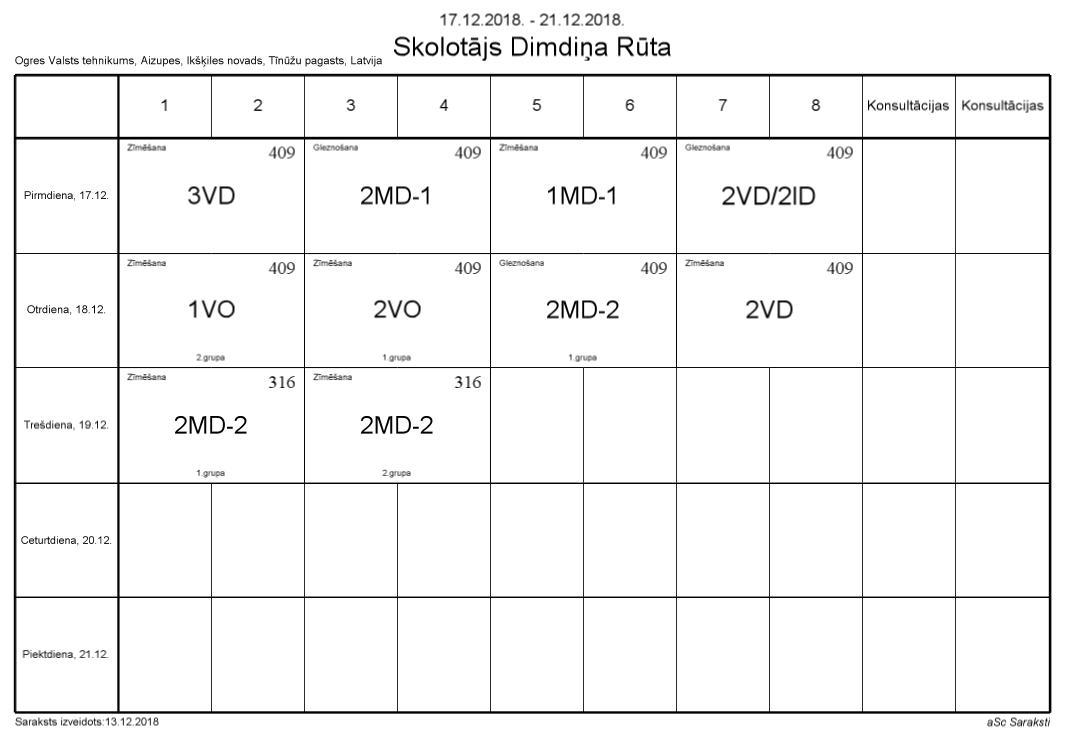 17.12.2018. - 21.12.2018.
Skolotājs Dimdiņa Rūta
Ogres Valsts tehnikums, Aizupes, Ikšķiles novads, Tīnūžu pagasts, Latvija
1 2 3 4 5 6 7 8 Konsultācijas Konsultācijas
Zīmēšana 409 Gleznošana 409 Zīmēšana 409 Gleznošana 409
Pirmdiena, 17.12. 3VD 2MD-1 1MD-1 2VD/2ID
Zīmēšana 409 Zīmēšana 409 Gleznošana 409 Zīmēšana 409
Otrdiena, 18.12. 1VO 2VO 2MD-2 2VD
2.grupa 1.grupa 1.grupa
Zīmēšana 316 Zīmēšana 316
Trešdiena, 19.12. 2MD-2 2MD-2
1.grupa 2.grupa
Ceturtdiena, 20.12.
Piektdiena, 21.12.
Saraksts izveidots:13.12.2018 aSc Saraksti